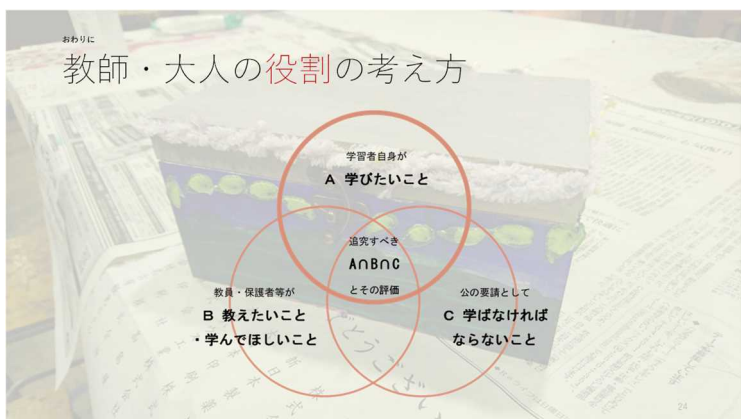 おわりに
教師・大人の役割の考え方
学習者自身が
A 学びたいこと
追究すべき
A∩B∩C
とその評価
教員・保護者等が
B 教えたいこと
・学んでほしいこと
公の要請として
C 学ばなければ
ならないこと
24